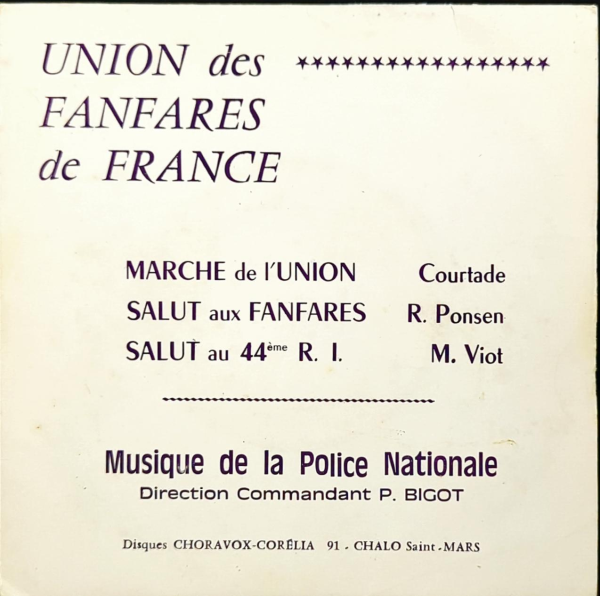 UNION des
FANFARES
de FRANCE
MARCHE de l'UNION Courtade
SALUT aux FANFARES R. Ponsen
SALUT au 44ème R. I. M. Viot
Musique de la Police Nationale
Direction Commandant P. BIGOT
Disques CHORAVOX-CORÉLIA 91 - CHALO Saint-MARS